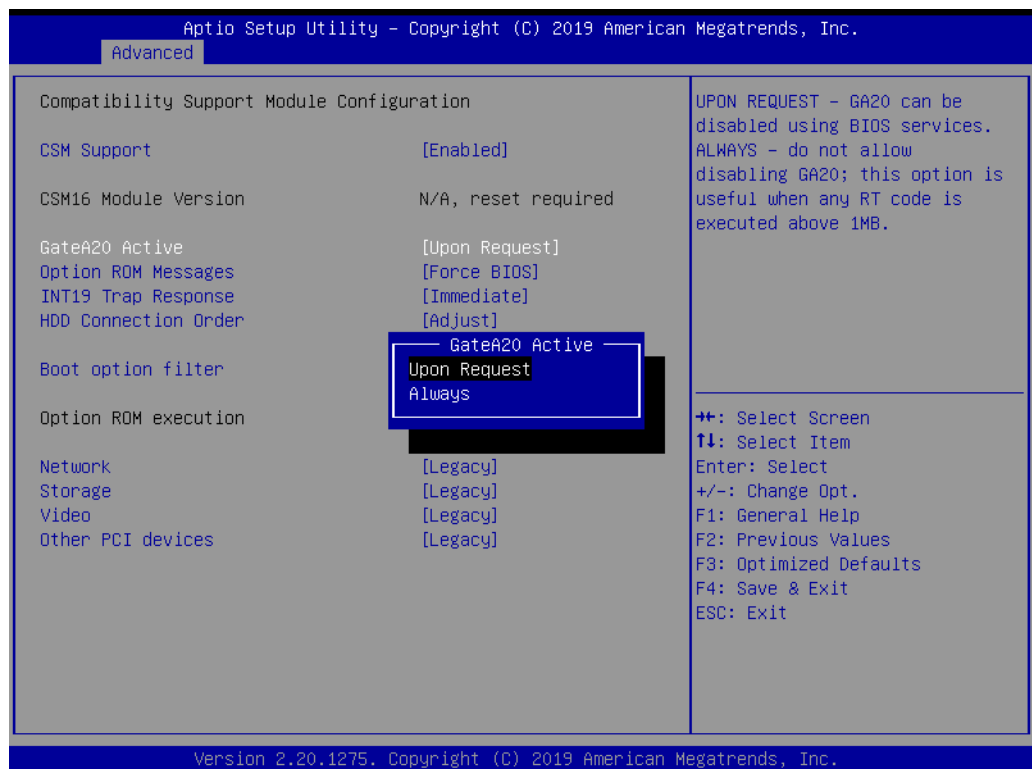 Aptio Setup Utility – Copyright (C) 2019 American Megatrends, Inc.
Advanced
Compatibility Support Module Configuration
CSM Support [Enabled]
CSM16 Module Version N/A, reset required
GateA20 Active [Upon Request]
Option ROM Messages [Force BIOS]
INT19 Trap Response [Immediate]
HDD Connection Order [Adjust]
GateA20 Active
Boot option filter
Upon Request
Always
Option ROM execution
Network [Legacy]
Storage [Legacy]
Video [Legacy]
Other PCI devices [Legacy]
UPON REQUEST – GA20 can be
disabled using BIOS services.
ALWAYS – do not allow
disabling GA20; this option is
useful when any RT code is
executed above 1MB.
→←: Select Screen
↑↓: Select Item
Enter: Select
+/-: Change Opt.
F1: General Help
F2: Previous Values
F3: Optimized Defaults
F4: Save & Exit
ESC: Exit
Version 2.20.1275. Copyright (C) 2019 American Megatrends, Inc.